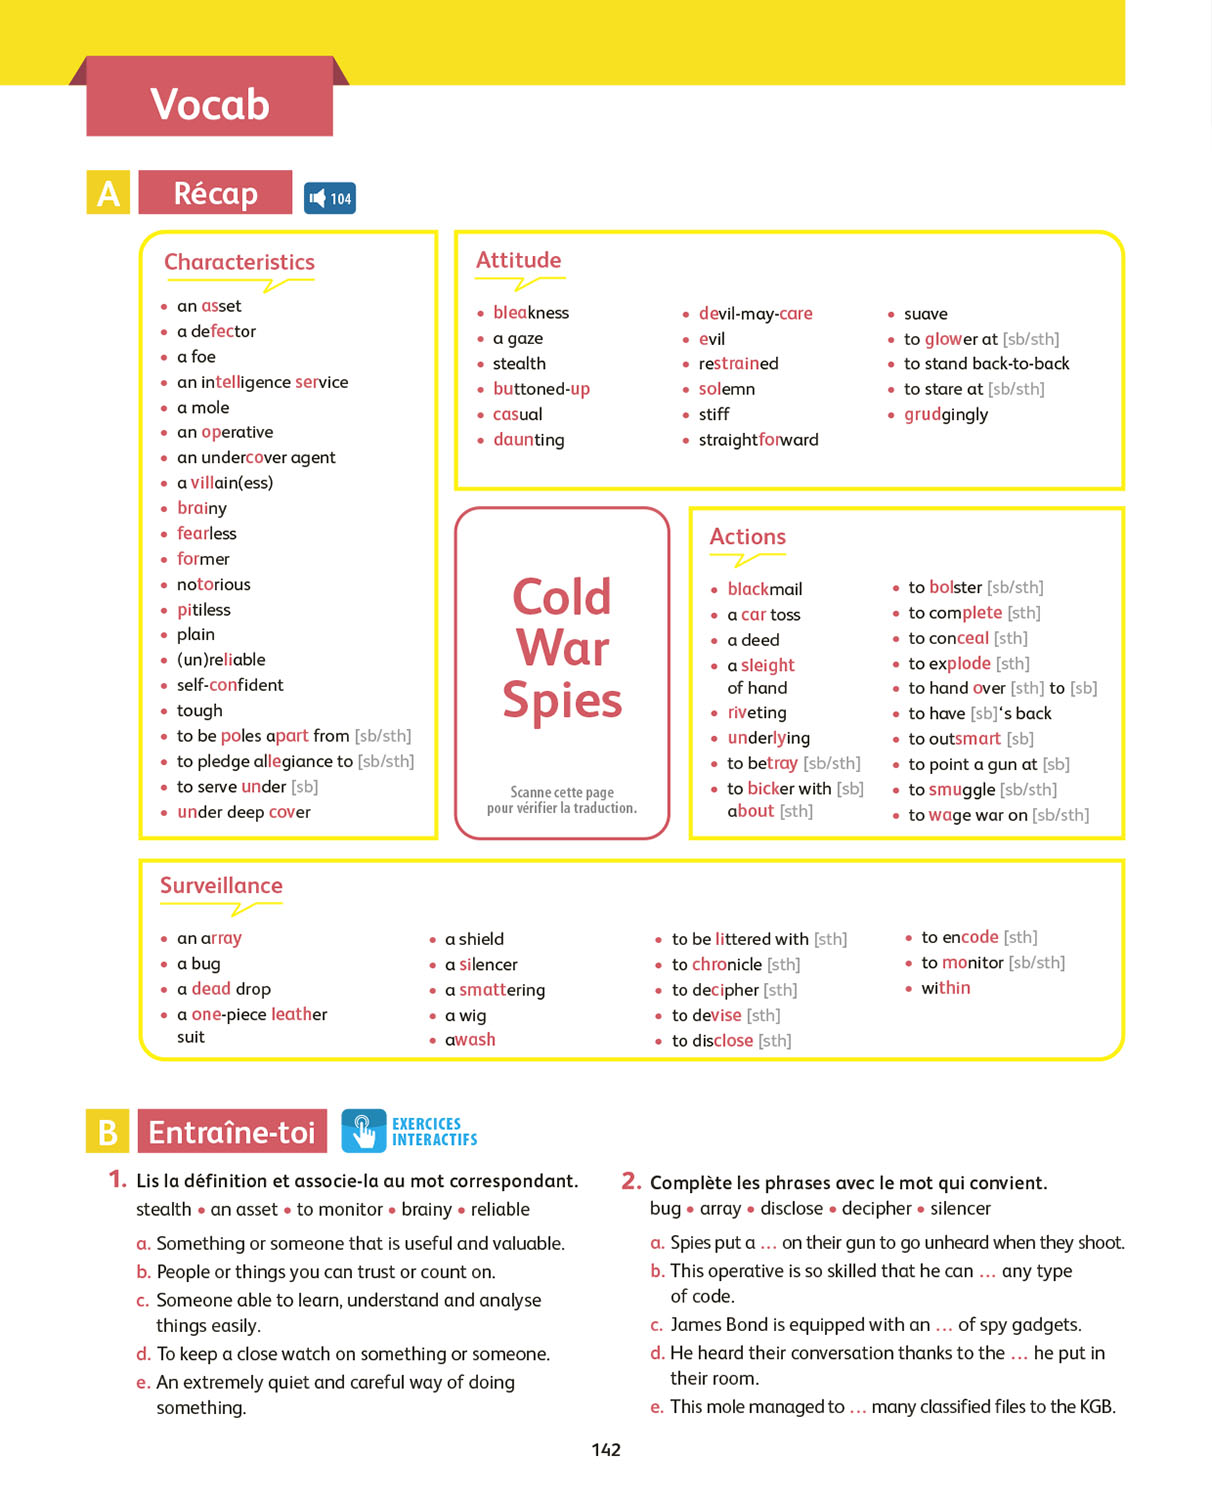 Vocab
A
Récap
104
Characteristics
• an asset
• a defector
• a foe
• an intelligence service
• a mole
• an operative
• an undercover agent
• a villain(ess)
• brainy
• fearless
• former
• notorious
• pitiless
• plain
• (un)reliable
• self-confident
• tough
• to be poles apart from [sb/sth]
• to pledge allegiance to [sb/sth]
• to serve under [sb]
• under deep cover
Attitude
• bleakness
• a gaze
• stealth
• buttoned-up
• casual
• daunting
• devil-may-care
• evil
• restrained
• solemn
• stiff
• straightforward
• suave
• to glower at [sb/sth]
• to stand back-to-back
• to stare at [sb/sth]
• grudgingly
Cold
War
Spies
Scanne cette page
pour vérifier la traduction.
Actions
• blackmail
• a car toss
• a deed
• a sleight
of hand
• riveting
• underlying
• to betray [sb/sth]
• to bicker with [sb]
about [sth]
• to bolster [sb/sth]
• to complete [sth]
• to conceal [sth]
• to explode [sth]
• to hand over [sth] to [sb]
• to have [sb]‘s back
• to outsmart [sb]
• to point a gun at [sb]
• to smuggle [sb/sth]
• to wage war on [sb/sth]
Surveillance
• an array
• a bug
• a dead drop
• a one-piece leather
suit
• a shield
• a silencer
• a smattering
• a wig
• awash
• to be littered with [sth]
• to chronicle [sth]
• to decipher [sth]
• to devise [sth]
• to disclose [sth]
• to encode [sth]
• to monitor [sb/sth]
• within
B
Entraîne-toi
EXERCICES
INTERACTIFS
1. Lis la définition et associe-la au mot correspondant.
stealth • an asset • to monitor • brainy • reliable
a. Something or someone that is useful and valuable.
b. People or things you can trust or count on.
c. Someone able to learn, understand and analyse
things easily.
d. To keep a close watch on something or someone.
e. An extremely quiet and careful way of doing
something.
2. Complète les phrases avec le mot qui convient.
bug • array • disclose • decipher • silencer
a. Spies put a ... on their gun to go unheard when they shoot.
b. This operative is so skilled that he can ... any type
of code.
c. James Bond is equipped with an ... of spy gadgets.
d. He heard their conversation thanks to the ... he put in
their room.
e. This mole managed to ... many classified files to the KGB.
142